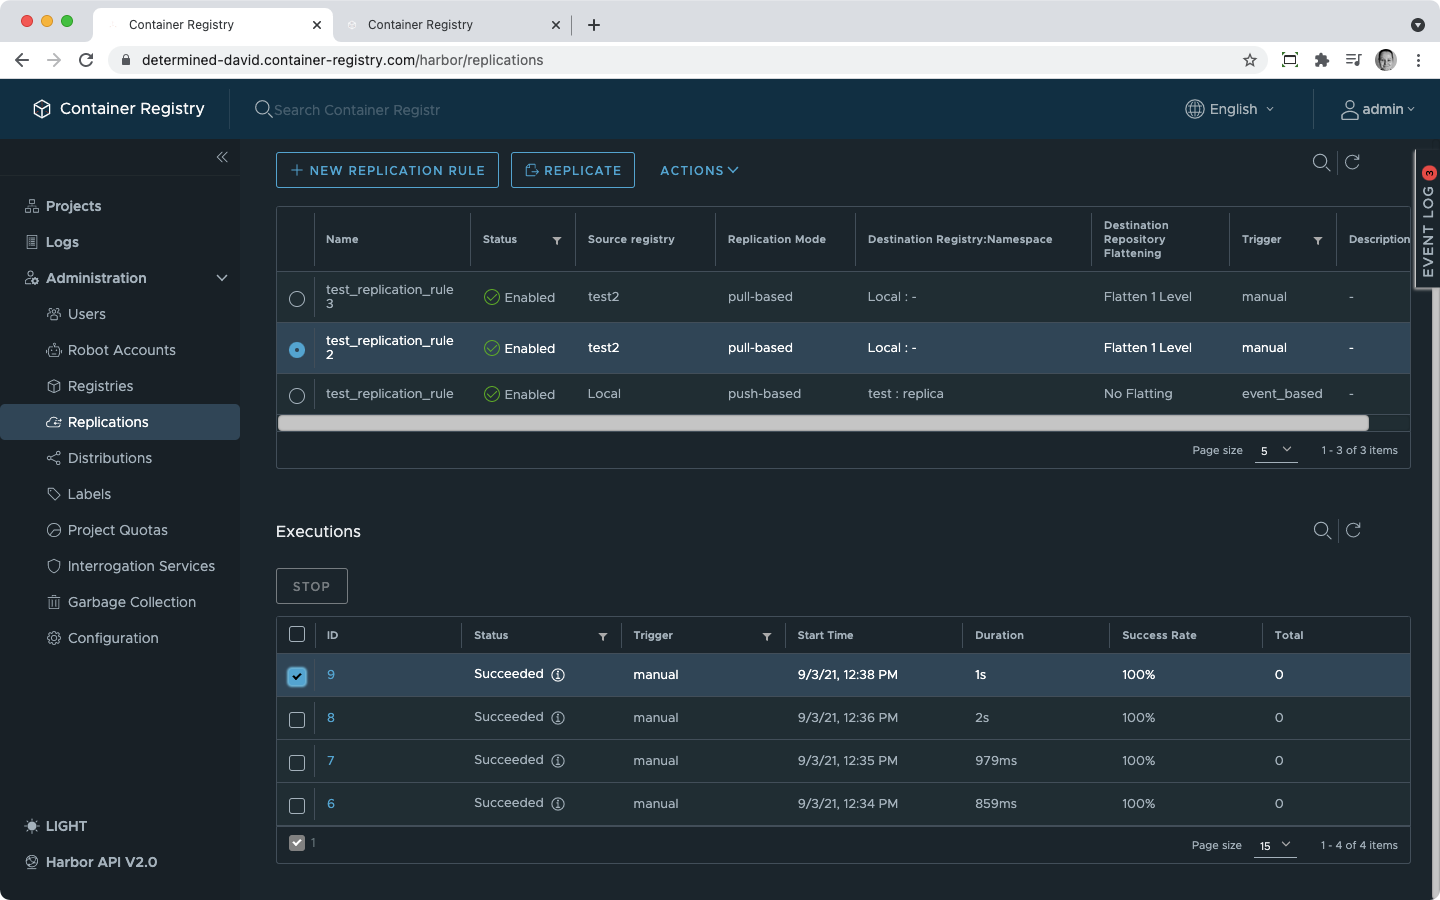 Container Registry
Container Registry
determined-david.container-registry.com/harbor/replications
Container Registry
Search Container Registr
English
admin
EVENT LOG 3
Projects
Logs
Administration
Users
Robot Accounts
Registries
Replications
Distributions
Labels
Project Quotas
Interrogation Services
Garbage Collection
Configuration
LIGHT
Harbor API V2.0
NEW REPLICATION RULE
REPLICATE
ACTIONS
Name Status Source registry Replication Mode Destination Registry:Namespace Destination Repository Flattening Trigger Description
test_replication_rule 3 Enabled test2 pull-based Local : - Flatten 1 Level manual -
test_replication_rule 2 Enabled test2 pull-based Local : - Flatten 1 Level manual -
test_replication_rule Enabled Local push-based test : replica No Flatting event_based -
Page size 5 1 - 3 of 3 items
Executions
STOP
ID Status Trigger Start Time Duration Success Rate Total
9 Succeeded manual 9/3/21, 12:38 PM 1s 100% 0
8 Succeeded manual 9/3/21, 12:36 PM 2s 100% 0
7 Succeeded manual 9/3/21, 12:35 PM 979ms 100% 0
6 Succeeded manual 9/3/21, 12:34 PM 859ms 100% 0
1 Page size 15 1 - 4 of 4 items